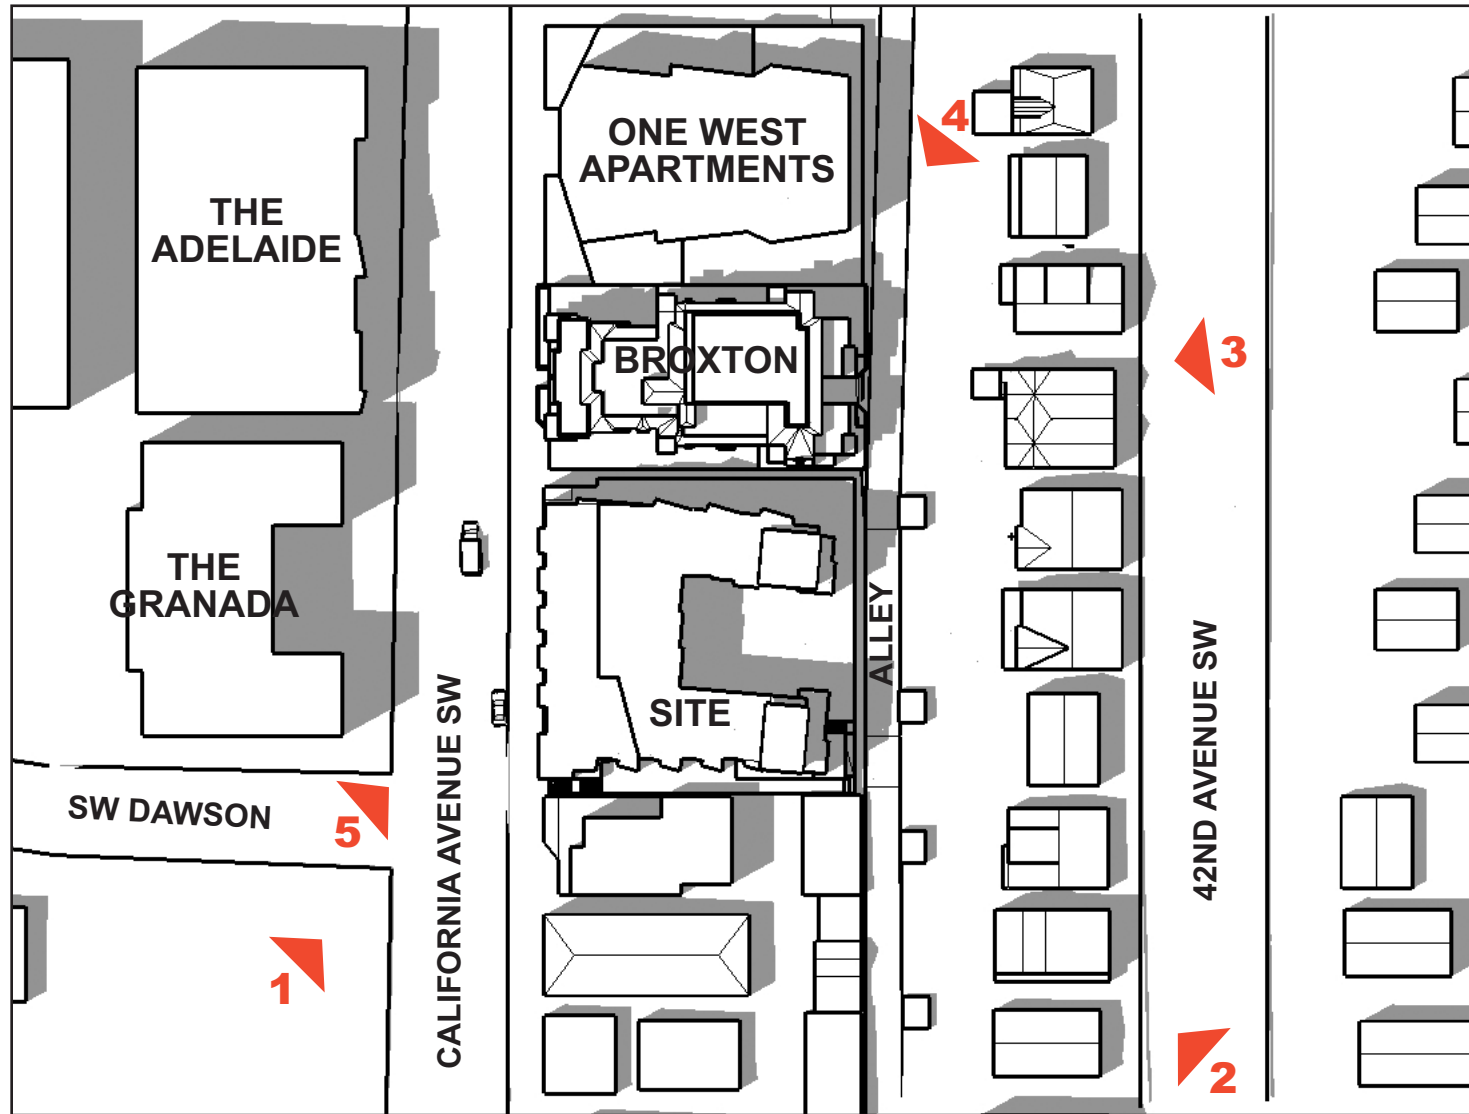 ONE WEST
APARTMENTS
4
THE
ADELAIDE
3
BROXTON
THE
GRANADA
ALLEY
SITE
CALIFORNIA AVENUE SW
42ND AVENUE SW
SW DAWSON
5
1
2